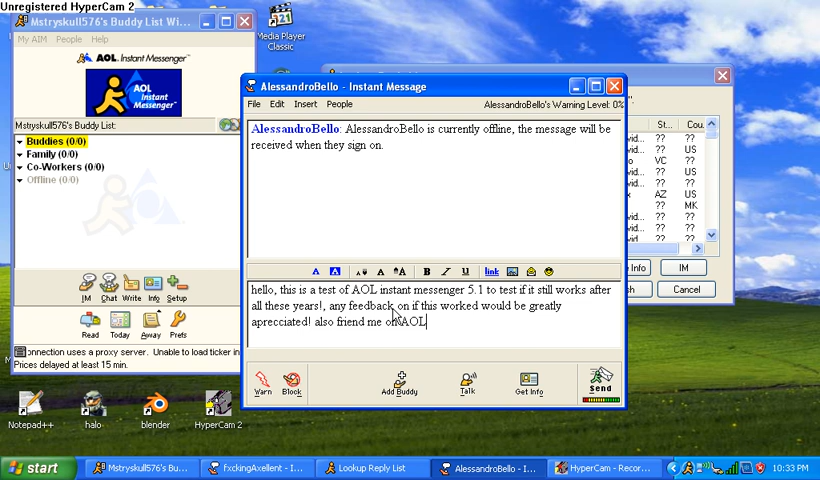 Unregistered HyperCam 2
Mstryskull576's Buddy List Wi...
My AIM People Help
AOL Instant Messenger
AOL
Instant
Messenger
Mstryskull576's Buddy List:
Buddies (0/0)
Family (0/0)
Co-Workers (0/0)
Offline (0/0)
IM Chat Write Info Setup
Read Today Away Prefs
onnection uses a proxy server. Unable to load ticker in
Prices delayed at least 15 min.
Media Player
Classic
AlessandroBello - Instant Message
File Edit Insert People
AlessandroBello's Warning Level: 0%
AlessandroBello: AlessandroBello is currently offline, the message will be
received when they sign on.
A A A A A B I U link
hello, this is a test of AOL instant messenger 5.1 to test if it still works after
all these years!, any feedback on if this worked would be greatly
aprecciated! also friend me on AOL
Warn Block Add Buddy Talk Get Info Send
St... Cou
vid... ?? ??
vid... ?? US
VC ??
vid... ?? US
AZ US
?? MK
vid... ?? US
vid... ?? ??
Info IM
Cancel
Notepad++ halo blender HyperCam 2
start
Mstryskull576's Bu...
FxckingAxellent - I...
Lookup Reply List
AlessandroBello - I...
HyperCam - Recor...
10:33 PM